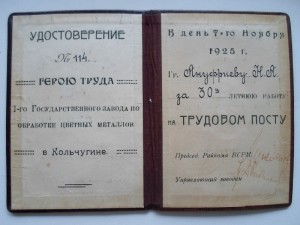 Удостоверение
№ 114.
Герою Труда
1-го Государственного завода по
обработке цветных металлов
в Кольчугине.
В день 7-го Ноября
1925 г.
Гр. Ануфриеву Н.А.
за 30ти летнюю работу
на Трудовом посту
Председ Райкома ВСРМ
Управляющий заводом